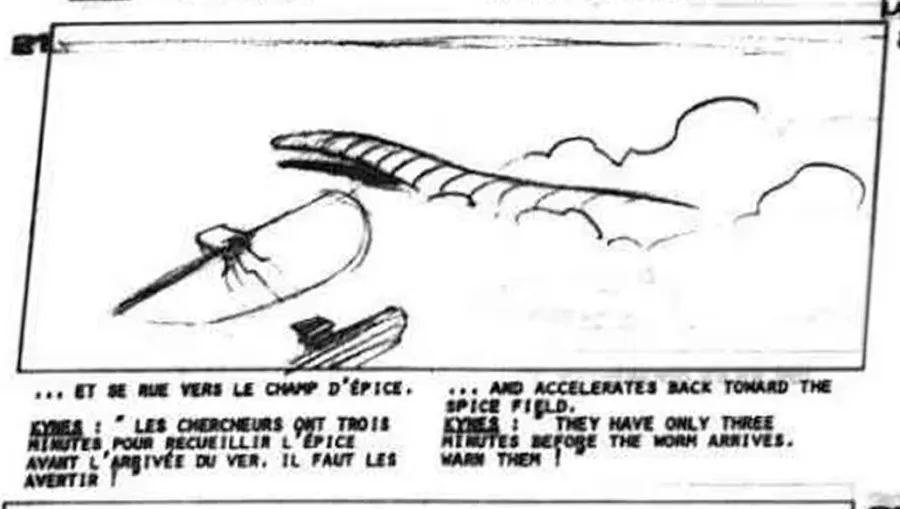 ... ET SE RUE VERS LE CHAMP D'ÉPICE.
KYNES : " LES CHERCHEURS ONT TROIS
MINUTES POUR RECUEILLIR L'ÉPICE
AVANT L'ARRIVÉE DU VER. IL FAUT LES
AVERTIR ! "
... AND ACCELERATES BACK TOWARD THE
SPICE FIELD.
KYNES : " THEY HAVE ONLY THREE
MINUTES BEFORE THE WORM ARRIVES.
WARN THEM ! "